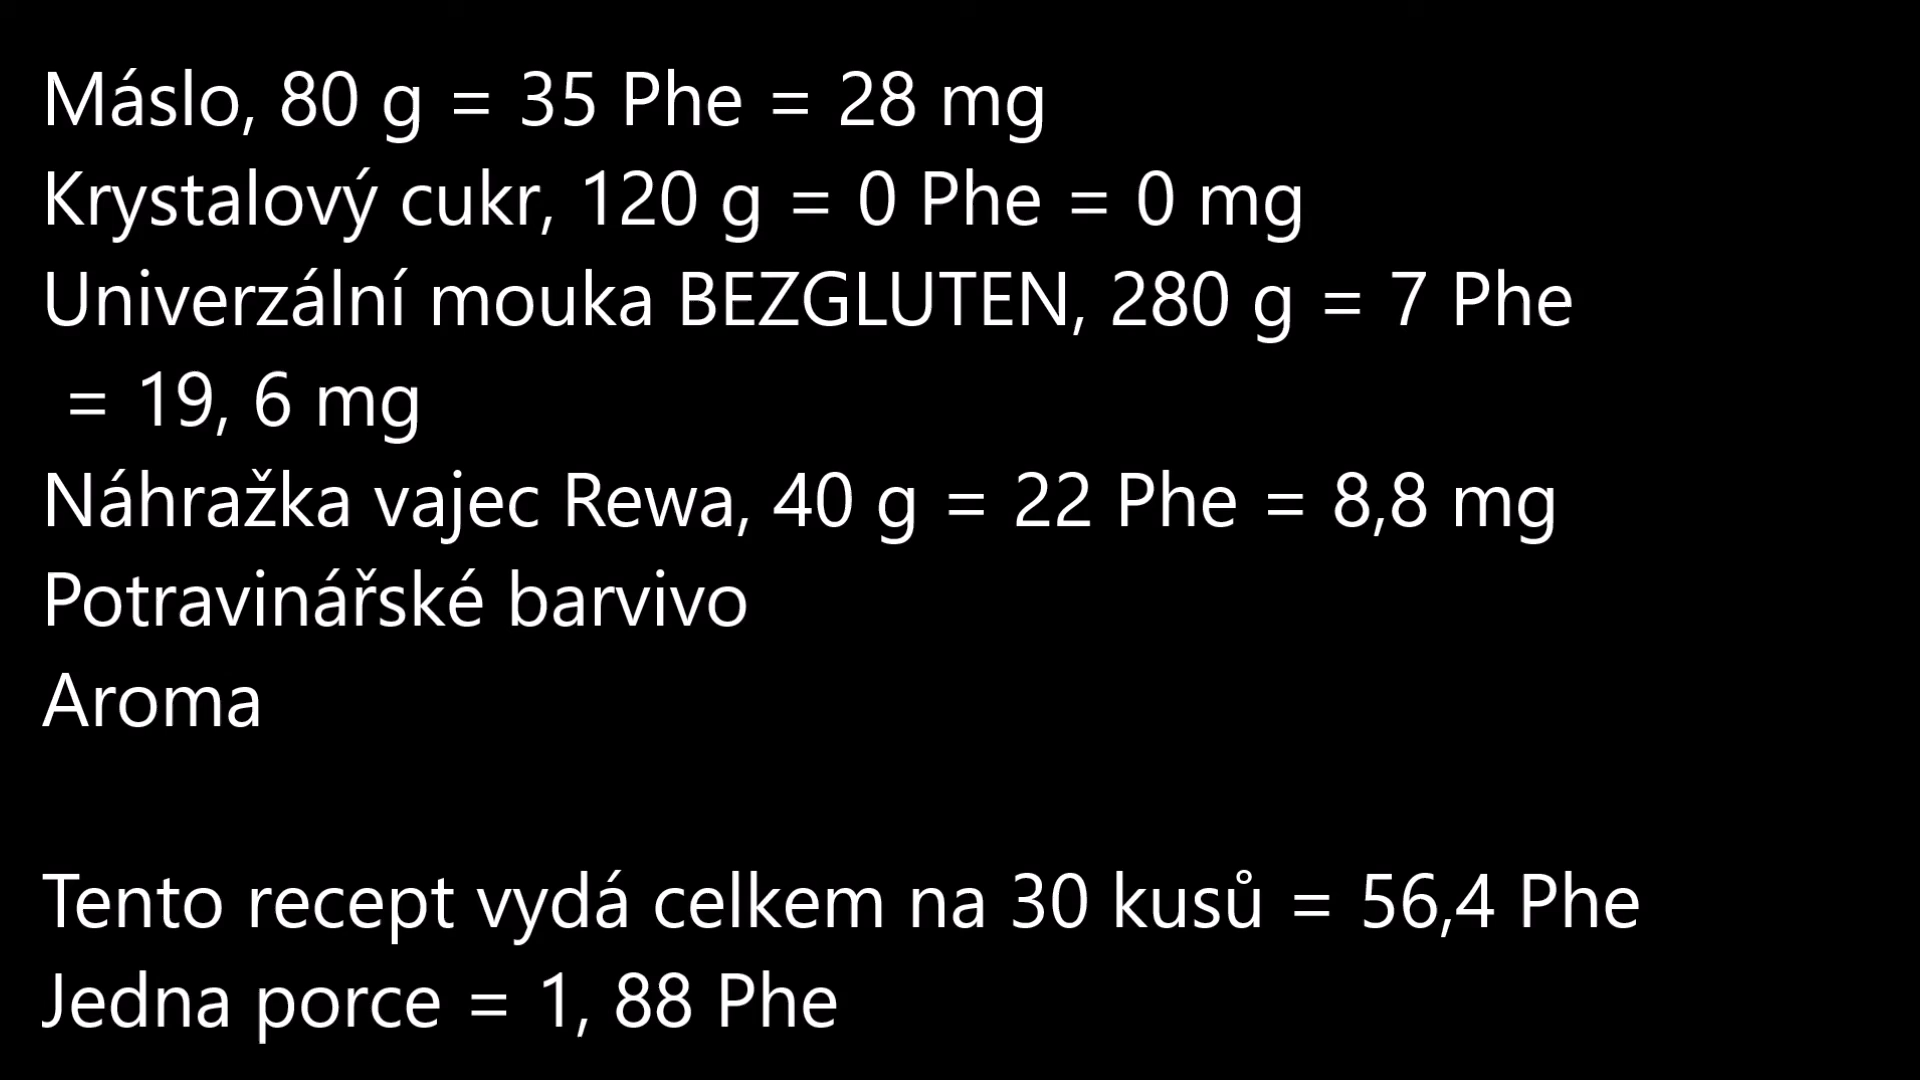 Máslo, 80 g = 35 Phe = 28 mg
Krystalový cukr, 120 g = 0 Phe = 0 mg
Univerzální mouka BEZGLUTEN, 280 g = 7 Phe
= 19, 6 mg
Náhražka vajec Rewa, 40 g = 22 Phe = 8,8 mg
Potravinářské barvivo
Aroma
Tento recept vydá celkem na 30 kusů = 56,4 Phe
Jedna porce = 1, 88 Phe